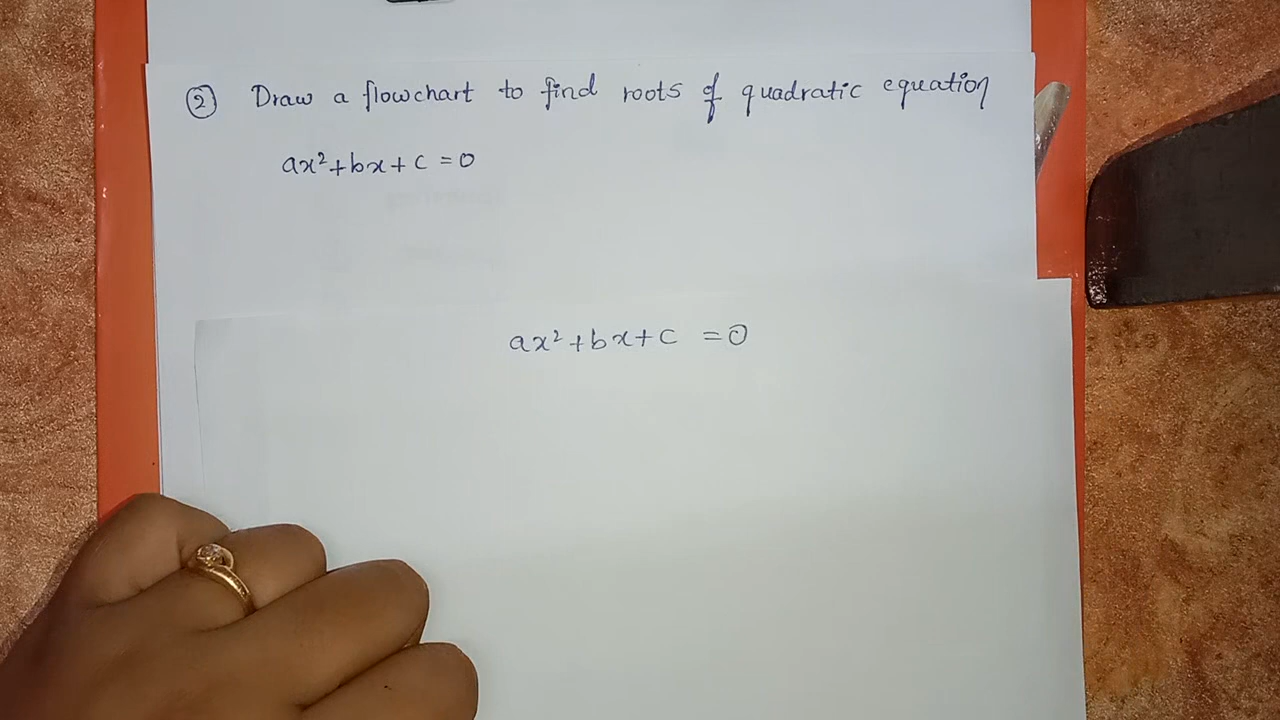 ② Draw a flowchart to find roots of quadratic equation
ax²+bx+c =0
ax²+bx+c =0